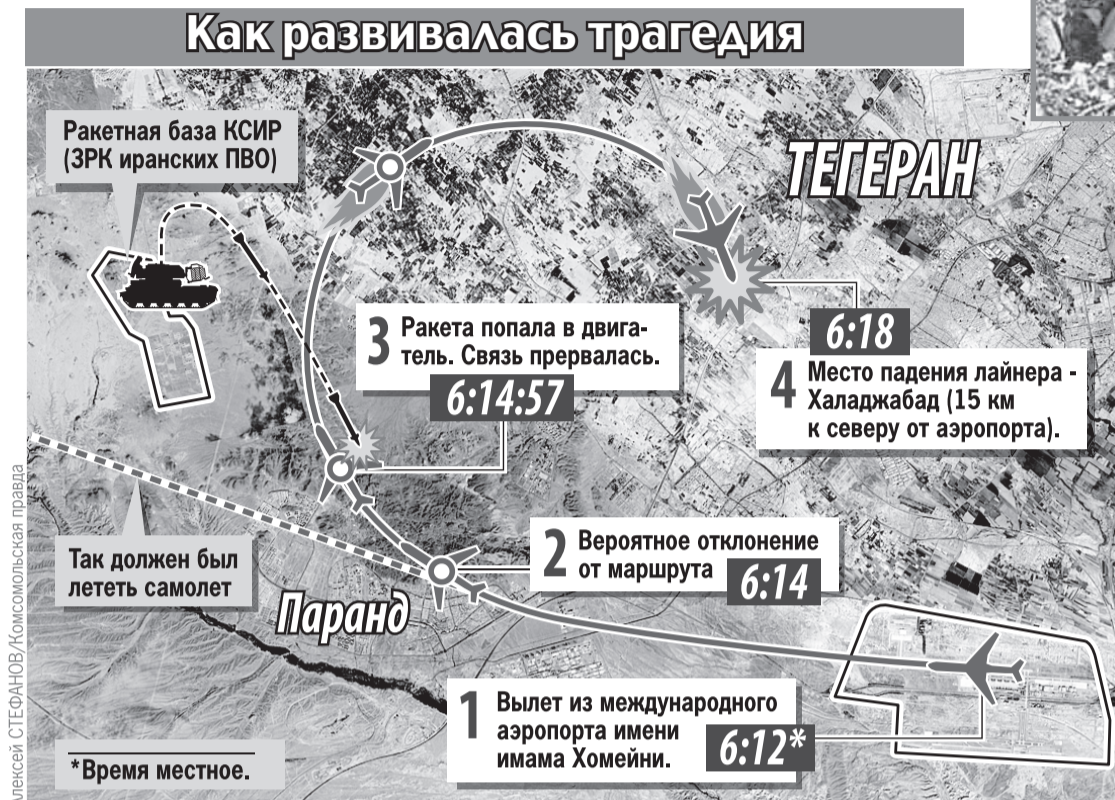 Как развивалась трагедия
Ракетная база КСИР
(ЗРК иранских ПВО)
ТЕГЕРАН
3 Ракета попала в двига-
тель. Связь прервалась.
6:14:57
6:18
4 Место падения лайнера -
Халаджабад (15 км
к северу от аэропорта).
Так должен был
лететь самолет
2 Вероятное отклонение
от маршрута 6:14
Паранд
1 Вылет из международного
аэропорта имени
имама Хомейни. 6:12*
*Время местное.
лексей СТЕФАНОВ/Комсомольская правда